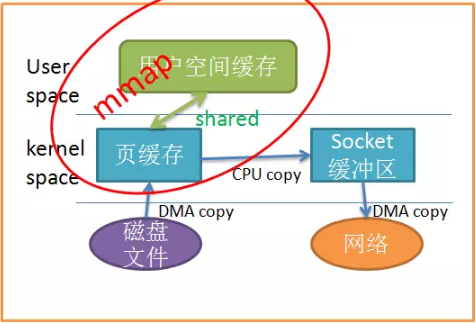 User
space
用户空间缓存
mmap
shared
kernel
space
页缓存
CPU copy
Socket
缓冲区
DMA copy
DMA copy
磁盘
文件
网络